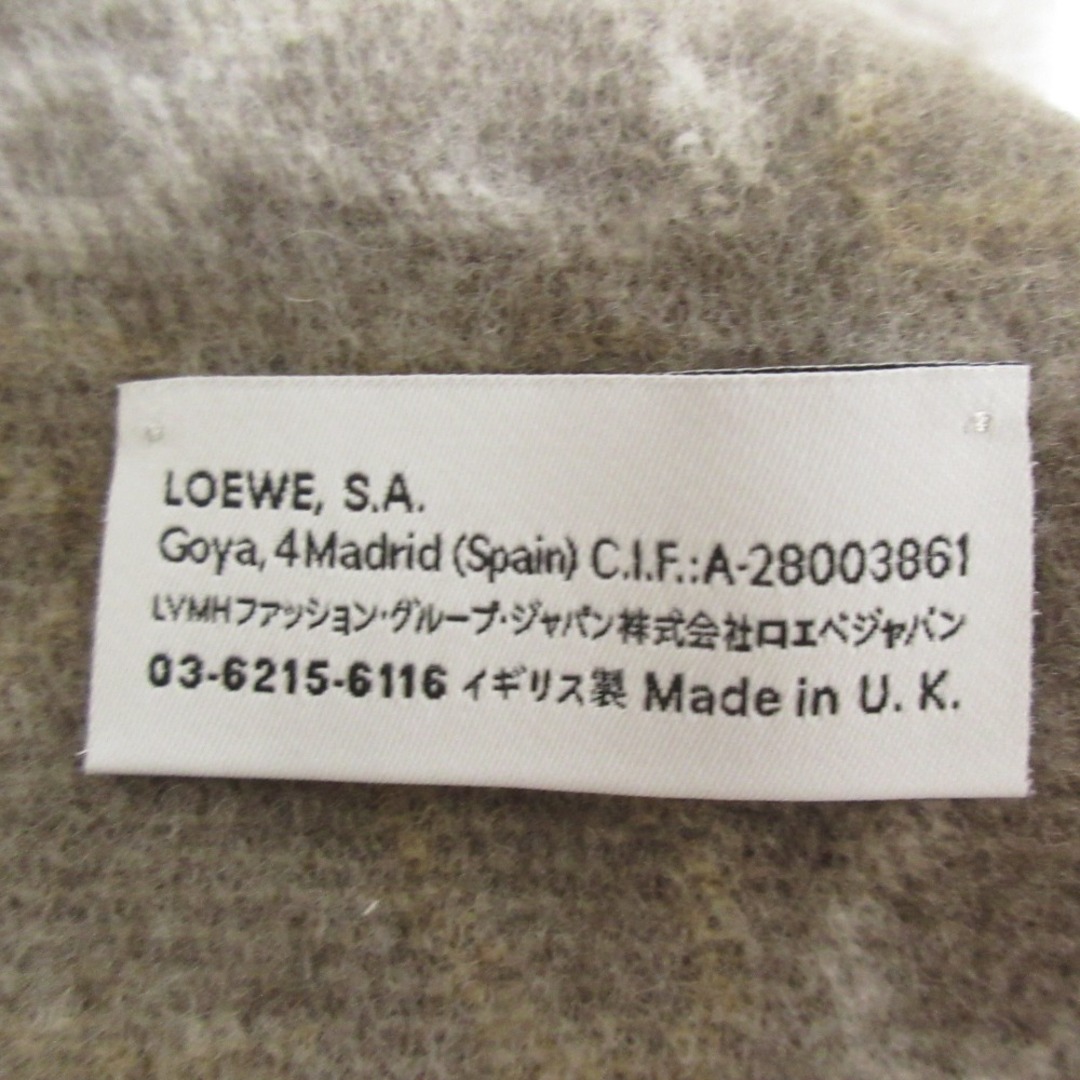 LOEWE, S.A.
Goya, 4 Madrid (Spain) C.I.F.:A-28003861
LVMHファッション・グループ・ジャパン株式会社ロエベジャパン
03-6215-6116 イギリス製 Made in U. K.